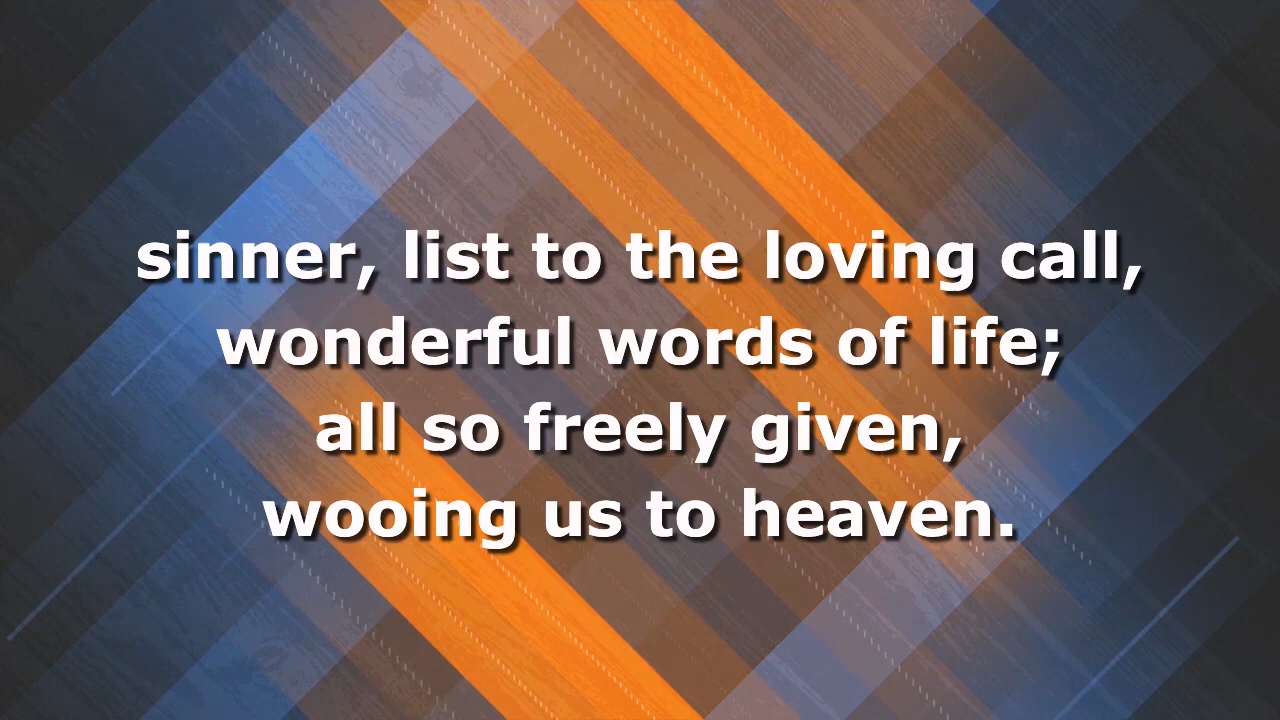 sinner, list to the loving call,
wonderful words of life;
all so freely given,
wooing us to heaven.